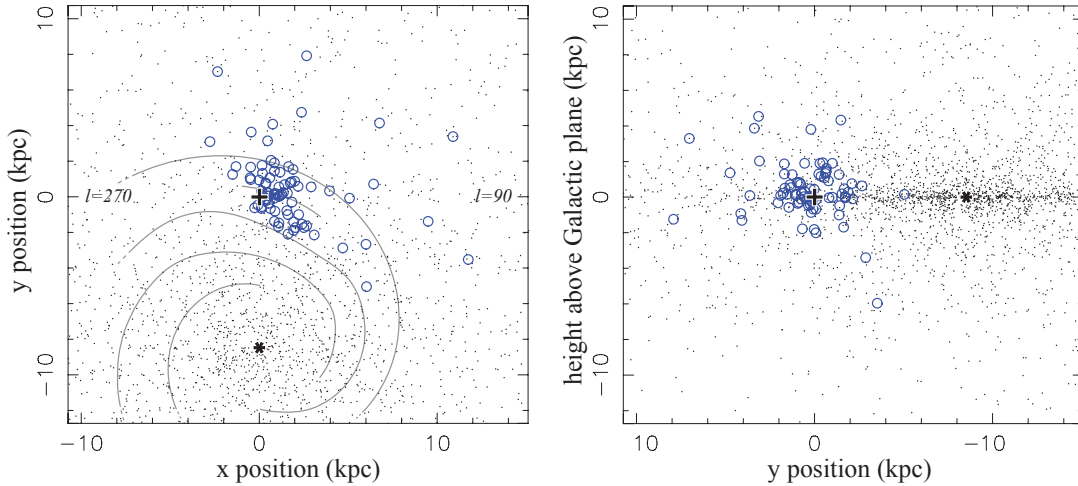 10
0
−10
y position (kpc)
l=270
l=90
−10
0
10
x position (kpc)
10
0
−10
height above Galactic plane (kpc)
10
0
−10
y position (kpc)